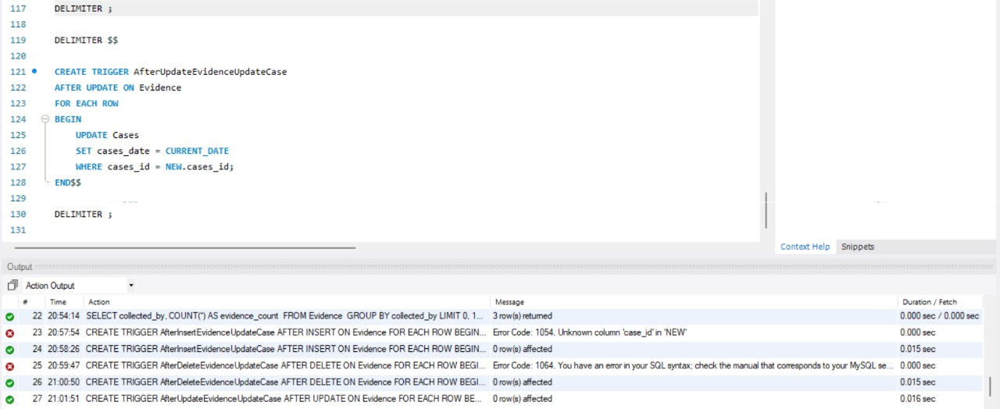 117 DELIMITER ;
118
119 DELIMITER $$
120
121 CREATE TRIGGER AfterUpdateEvidenceUpdateCase
122 AFTER UPDATE ON Evidence
123 FOR EACH ROW
124 BEGIN
125 UPDATE Cases
126 SET cases_date = CURRENT_DATE
127 WHERE cases_id = NEW.cases_id;
128 END$$
129
130 DELIMITER ;
131
Context Help Snippets
Output
Action Output
# Time Action Message Duration / Fetch
22 20:54:14 SELECT collected_by, COUNT(*) AS evidence_count FROM Evidence GROUP BY collected_by LIMIT 0, 1... 3 row(s) returned 0.000 sec / 0.000 sec
23 20:57:54 CREATE TRIGGER AfterInsertEvidenceUpdateCase AFTER INSERT ON Evidence FOR EACH ROW BEGIN... Error Code: 1054. Unknown column 'case_id' in 'NEW' 0.000 sec
24 20:58:26 CREATE TRIGGER AfterInsertEvidenceUpdateCase AFTER INSERT ON Evidence FOR EACH ROW BEGIN... 0 row(s) affected 0.015 sec
25 20:59:47 CREATE TRIGGER AfterDeleteEvidenceUpdateCase AFTER DELETE ON Evidence FOR EACH ROW BEGI... Error Code: 1064. You have an error in your SQL syntax; check the manual that corresponds to your MySQL se... 0.000 sec
26 21:00:50 CREATE TRIGGER AfterDeleteEvidenceUpdateCase AFTER DELETE ON Evidence FOR EACH ROW BEGI... 0 row(s) affected 0.015 sec
27 21:01:51 CREATE TRIGGER AfterUpdateEvidenceUpdateCase AFTER UPDATE ON Evidence FOR EACH ROW BE... 0 row(s) affected 0.016 sec